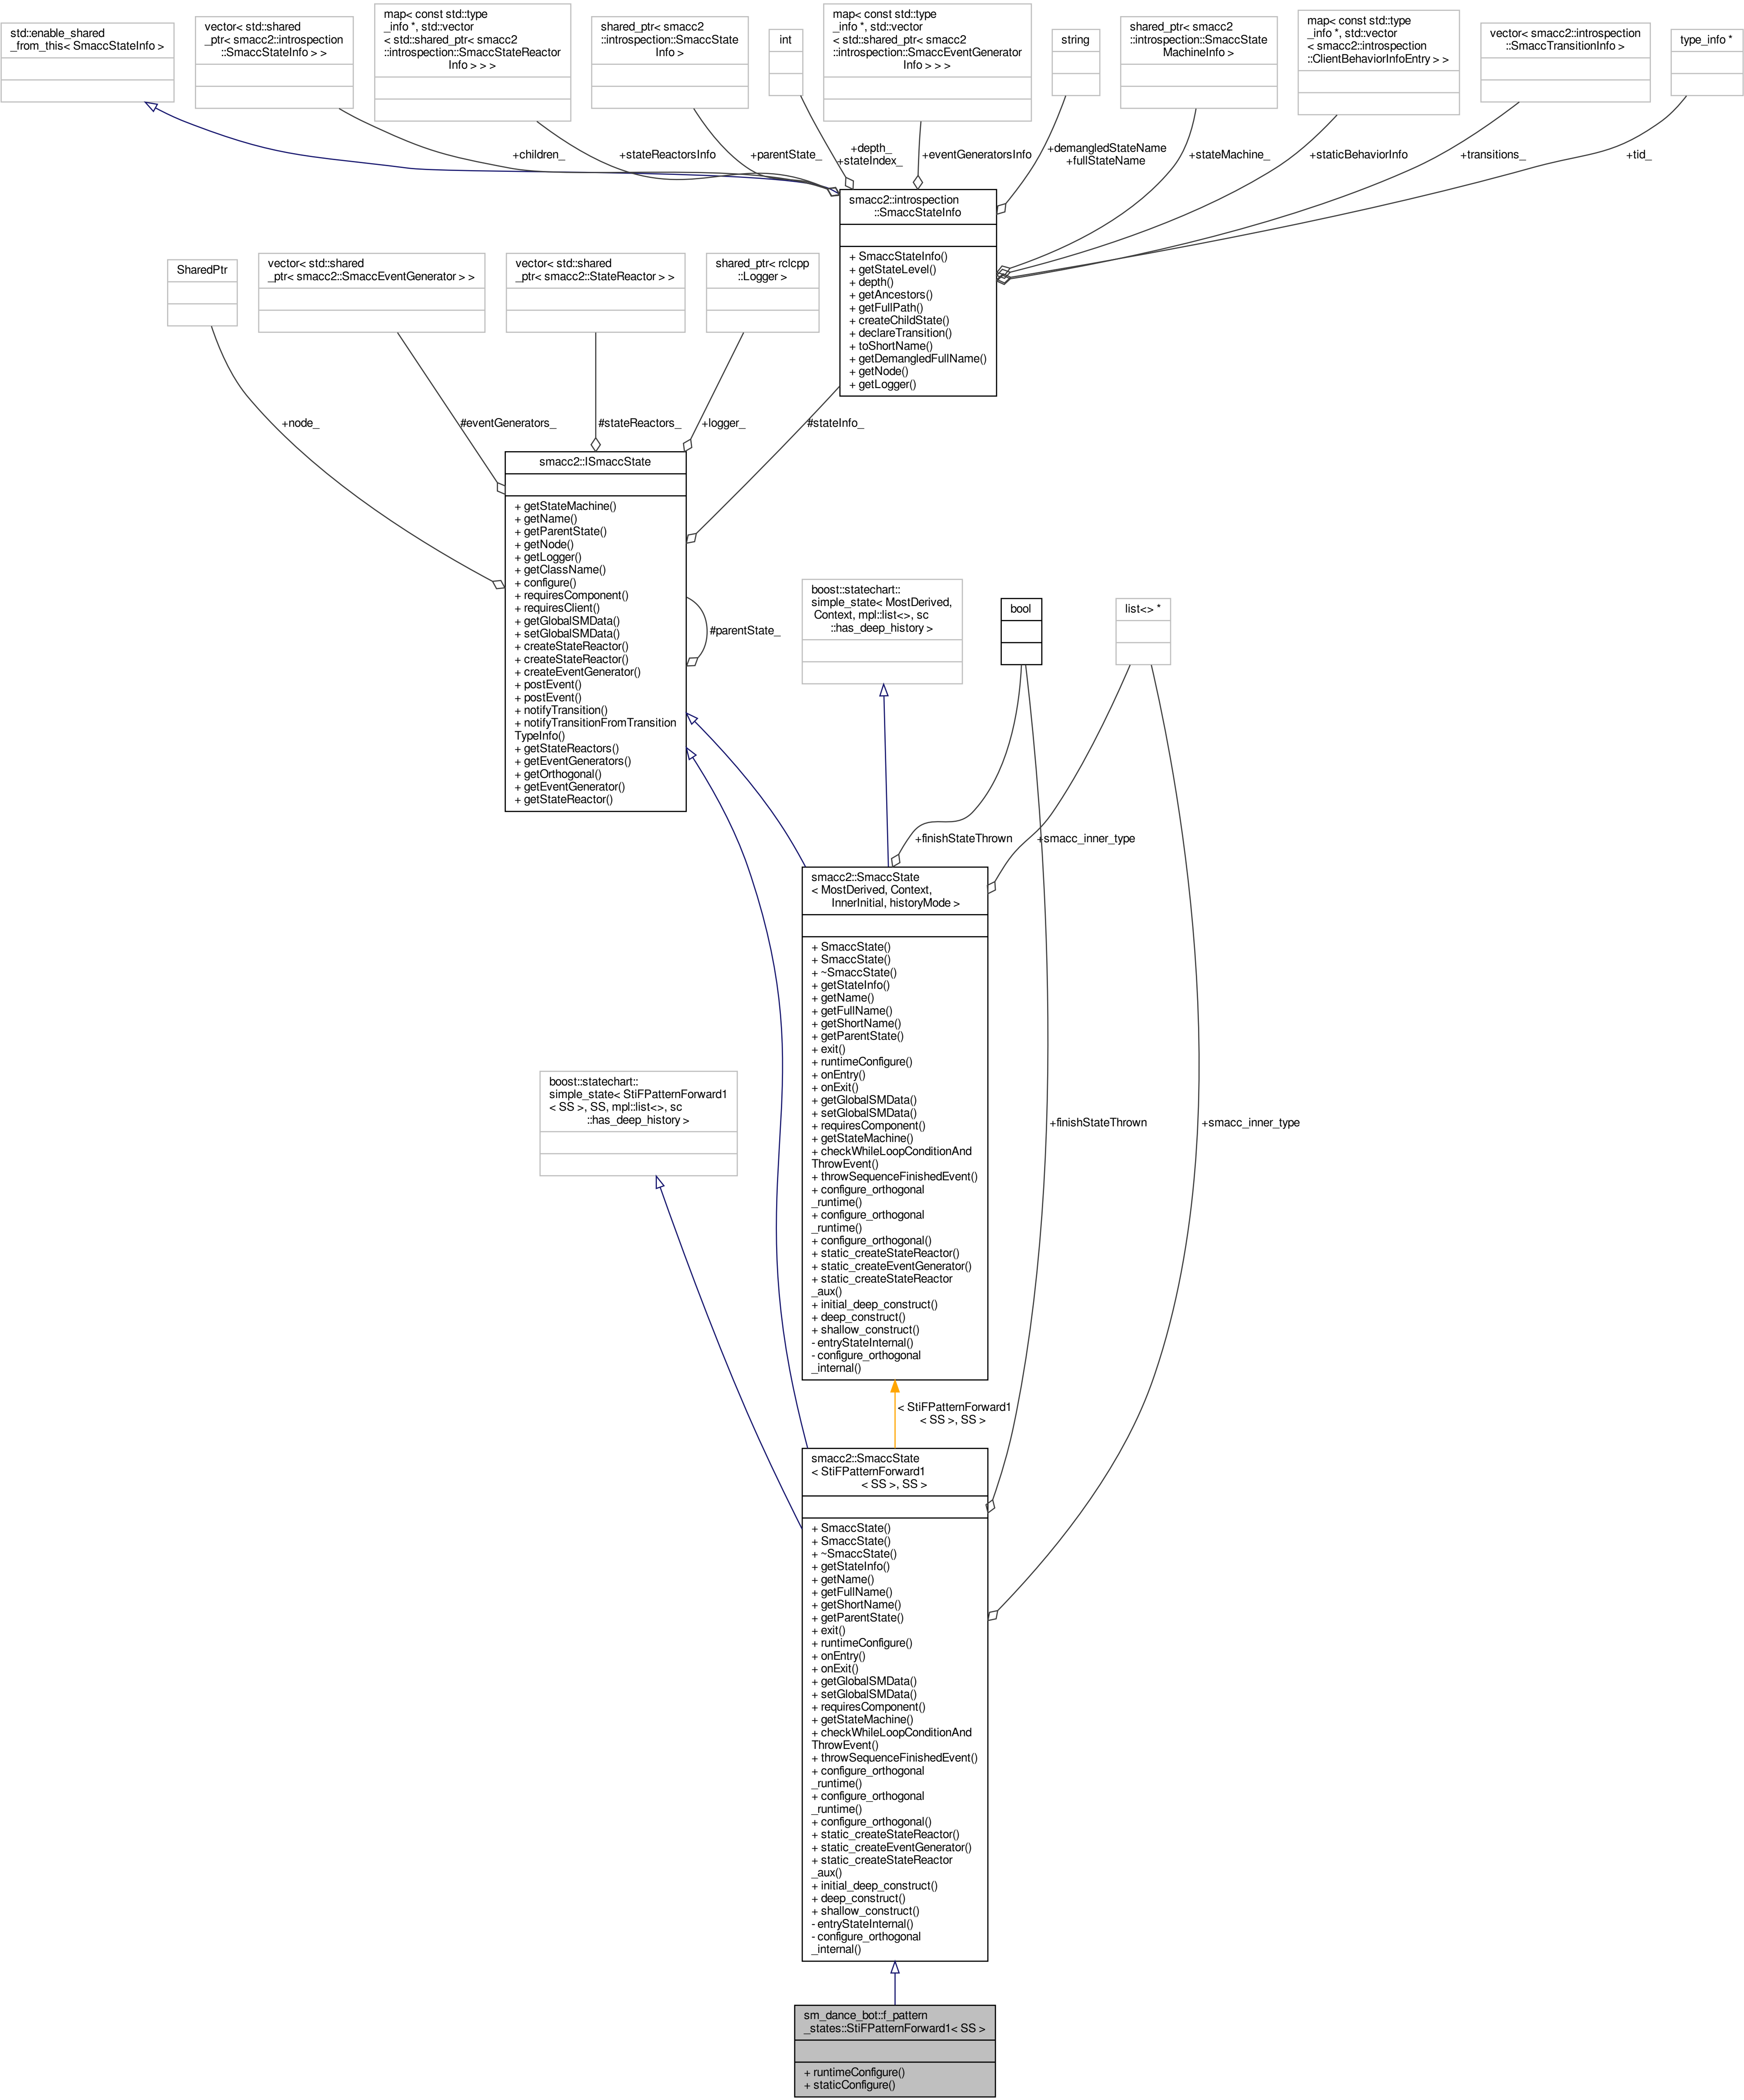 std::enable_shared
_from_this< SmaccStateInfo >
vector< std::shared
_ptr< smacc2::introspection
::SmaccStateInfo > >
map< const std::type
_info *, std::vector
< std::shared_ptr< smacc2
::introspection::SmaccStateReactor
Info > > >
shared_ptr< smacc2
::introspection::SmaccState
Info >
int
map< const std::type
_info *, std::vector
< std::shared_ptr< smacc2
::introspection::SmaccEventGenerator
Info > > >
string
shared_ptr< smacc2
::introspection::SmaccState
MachineInfo >
map< const std::type
_info *, std::vector
< smacc2::introspection
::ClientBehaviorInfoEntry > >
vector< smacc2::introspection
::SmaccTransitionInfo >
type_info *
+children_
+stateReactorsInfo
+parentState_
+depth_
+stateIndex_
+eventGeneratorsInfo
+demangledStateName
+fullStateName
+stateMachine_
+staticBehaviorInfo
+transitions_
+tid_
smacc2::introspection
::SmaccStateInfo
+ SmaccStateInfo()
+ getStateLevel()
+ depth()
+ getAncestors()
+ getFullPath()
+ createChildState()
+ declareTransition()
+ toShortName()
+ getDemangledFullName()
+ getNode()
+ getLogger()
SharedPtr
vector< std::shared
_ptr< smacc2::SmaccEventGenerator > >
vector< std::shared
_ptr< smacc2::StateReactor > >
shared_ptr< rclcpp
::Logger >
+node_
#eventGenerators_
#stateReactors_
+logger_
#stateInfo_
smacc2::ISmaccState
+ getStateMachine()
+ getName()
+ getParentState()
+ getNode()
+ getLogger()
+ getClassName()
+ configure()
+ requiresComponent()
+ requiresClient()
+ getGlobalSMData()
+ setGlobalSMData()
+ createStateReactor()
+ createStateReactor()
+ createEventGenerator()
+ postEvent()
+ postEvent()
+ notifyTransition()
+ notifyTransitionFromTransition
TypeInfo()
+ getStateReactors()
+ getEventGenerators()
+ getOrthogonal()
+ getEventGenerator()
+ getStateReactor()
#parentState_
boost::statechart::
simple_state< MostDerived,
Context, mpl::list<>, sc
::has_deep_history >
bool
list<> *
+finishStateThrown
+smacc_inner_type
smacc2::SmaccState
< MostDerived, Context,
InnerInitial, historyMode >
+ SmaccState()
+ SmaccState()
+ ~SmaccState()
+ getStateInfo()
+ getName()
+ getFullName()
+ getShortName()
+ getParentState()
+ exit()
+ runtimeConfigure()
+ onEntry()
+ onExit()
+ getGlobalSMData()
+ setGlobalSMData()
+ requiresComponent()
+ getStateMachine()
+ checkWhileLoopConditionAnd
ThrowEvent()
+ throwSequenceFinishedEvent()
+ configure_orthogonal
_runtime()
+ configure_orthogonal
_runtime()
+ configure_orthogonal()
+ static_createStateReactor()
+ static_createEventGenerator()
+ static_createStateReactor
_aux()
+ initial_deep_construct()
+ deep_construct()
+ shallow_construct()
- entryStateInternal()
- configure_orthogonal
_internal()
boost::statechart::
simple_state< StiFPatternForward1
< SS >, SS, mpl::list<>, sc
::has_deep_history >
+finishStateThrown
+smacc_inner_type
< StiFPatternForward1
< SS >, SS >
smacc2::SmaccState
< StiFPatternForward1
< SS >, SS >
+ SmaccState()
+ SmaccState()
+ ~SmaccState()
+ getStateInfo()
+ getName()
+ getFullName()
+ getShortName()
+ getParentState()
+ exit()
+ runtimeConfigure()
+ onEntry()
+ onExit()
+ getGlobalSMData()
+ setGlobalSMData()
+ requiresComponent()
+ getStateMachine()
+ checkWhileLoopConditionAnd
ThrowEvent()
+ throwSequenceFinishedEvent()
+ configure_orthogonal
_runtime()
+ configure_orthogonal
_runtime()
+ configure_orthogonal()
+ static_createStateReactor()
+ static_createEventGenerator()
+ static_createStateReactor
_aux()
+ initial_deep_construct()
+ deep_construct()
+ shallow_construct()
- entryStateInternal()
- configure_orthogonal
_internal()
sm_dance_bot::f_pattern
_states::StiFPatternForward1< SS >
+ runtimeConfigure()
+ staticConfigure()